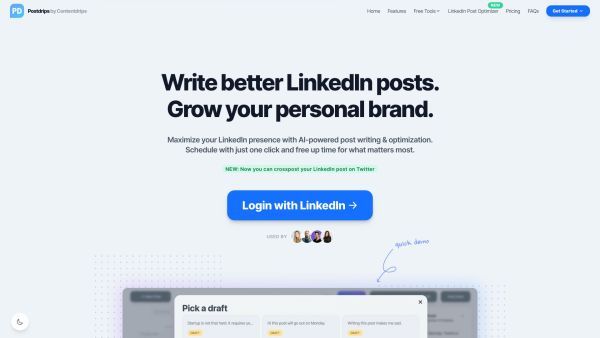 PD Postdrips by Contentdrips
Home Features Free Tools LinkedIn Post Optimizer NEW Pricing FAQs Get Started
Write better LinkedIn posts.
Grow your personal brand.
Maximize your LinkedIn presence with AI-powered post writing & optimization.
Schedule with just one click and free up time for what matters most.
NEW: Now you can crosspost your LinkedIn post on Twitter
Login with LinkedIn →
USED BY
quick demo
Pick a draft
Startup is not that hard. It requires yo...
AI this post will go out on Monday.
Writing this post makes me sad.
DRAFT DRAFT DRAFT